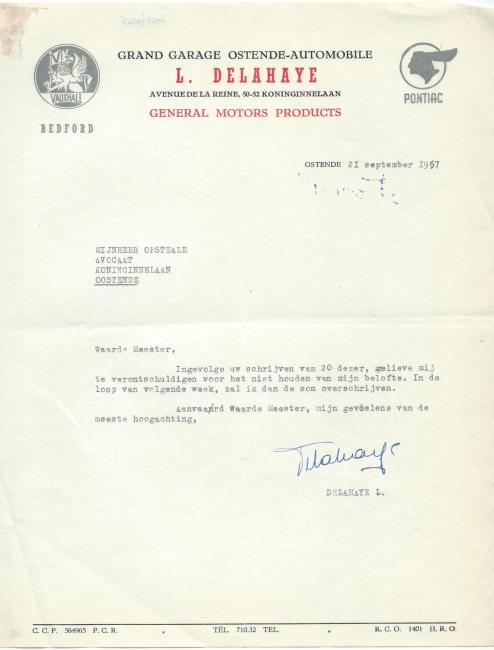 GRAND GARAGE OSTENDE-AUTOMOBILE
L. DELAHAYE
AVENUE DE LA REINE, 50-52 KONINGINNELAAN
GENERAL MOTORS PRODUCTS
VAUXHALL
BEDFORD
PONTIAC
OSTENDE 21 september 1967
MIJNHEER OPSTEALE
AVOCAAT
KONINGINNELAAN
OOSTENDE
Waarde Meester,
Ingevolge uw schrijven van 20 dezer, gelieve mij
te verontschuldigen voor het niet houden van mijn belofte. In de
loop van volgende week, zal ik dan de som overschrijven.
Aanvaard Waarde Meester, mijn gevoelens van de
meeste hoogachting,
Delahaye
DELAHAYE L.
C. C. P. 564965 P. C. R. TÉL. 710.32 TEL. R. C. O. 1401 H. R. O.